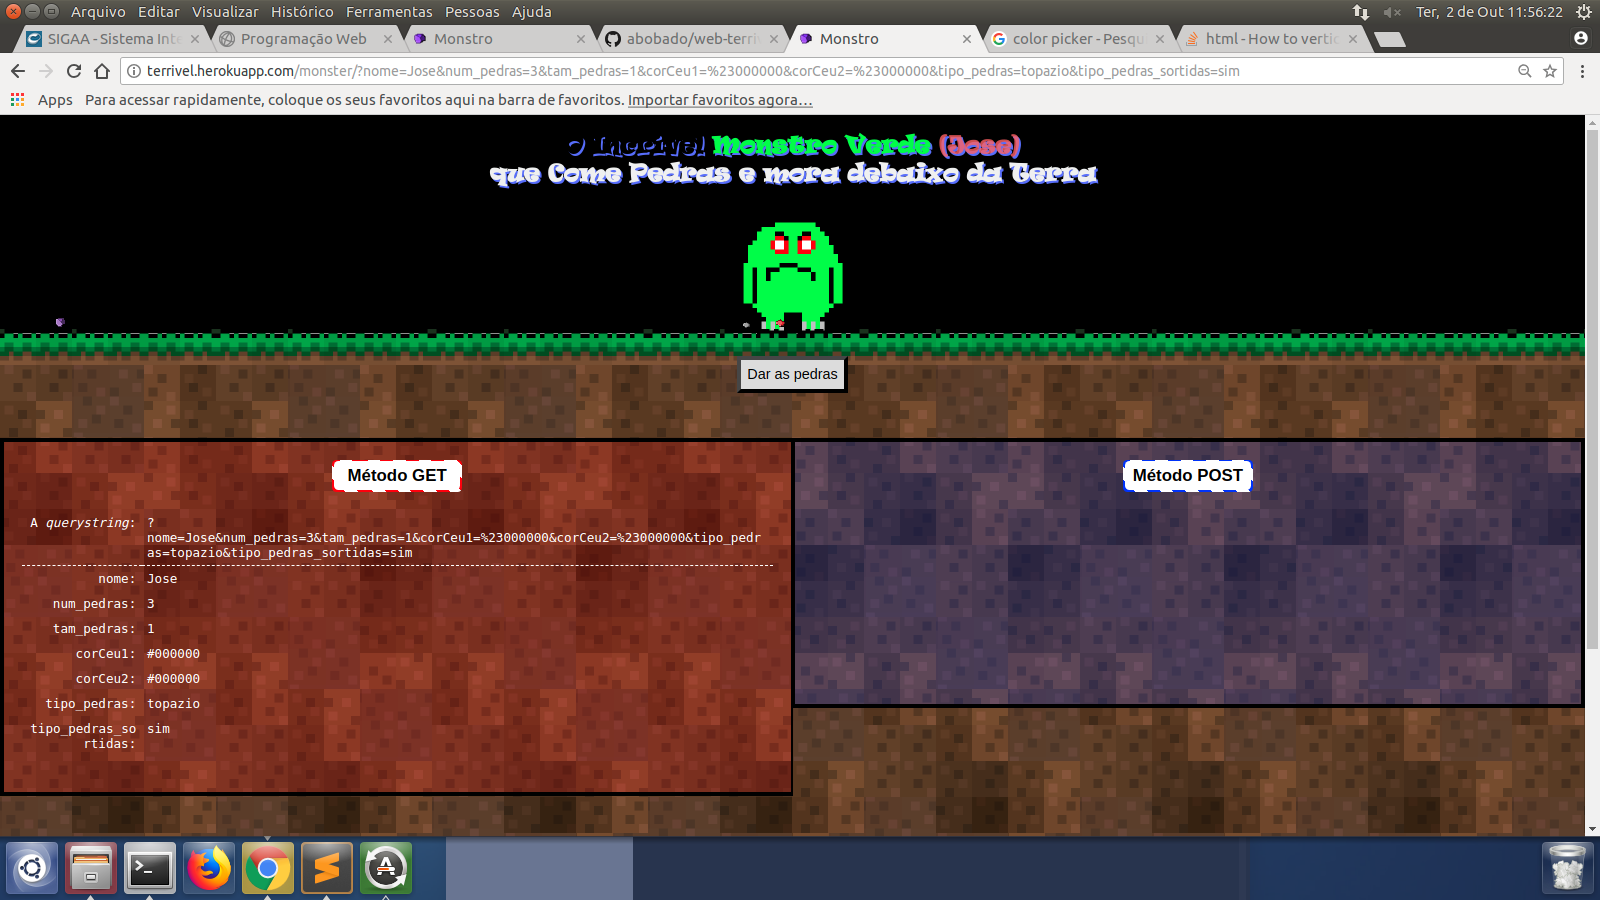 Arquivo Editar Visualizar Histórico Ferramentas Pessoas Ajuda
Ter, 2 de Out 11:56:22
SIGAA - Sistema Inte
Programação Web
Monstro
abobado/web-terri
Monstro
color picker - Pesqu
html - How to vertic
terrivel.herokuapp.com/monster/?nome=Jose&num_pedras=3&tam_pedras=1&corCeu1=%23000000&corCeu2=%23000000&tipo_pedras=topazio&tipo_pedras_sortidas=sim
Apps Para acessar rapidamente, coloque os seus favoritos aqui na barra de favoritos. Importar favoritos agora...
O Incrível Monstro Verde (Jose)
que Come Pedras e mora debaixo da Terra
Dar as pedras
Método GET
A querystring: ?
nome=Jose&num_pedras=3&tam_pedras=1&corCeu1=%23000000&corCeu2=%23000000&tipo_pedr
as=topazio&tipo_pedras_sortidas=sim
nome: Jose
num_pedras: 3
tam_pedras: 1
corCeu1: #000000
corCeu2: #000000
tipo_pedras: topazio
tipo_pedras_so sim
rtidas:
Método POST